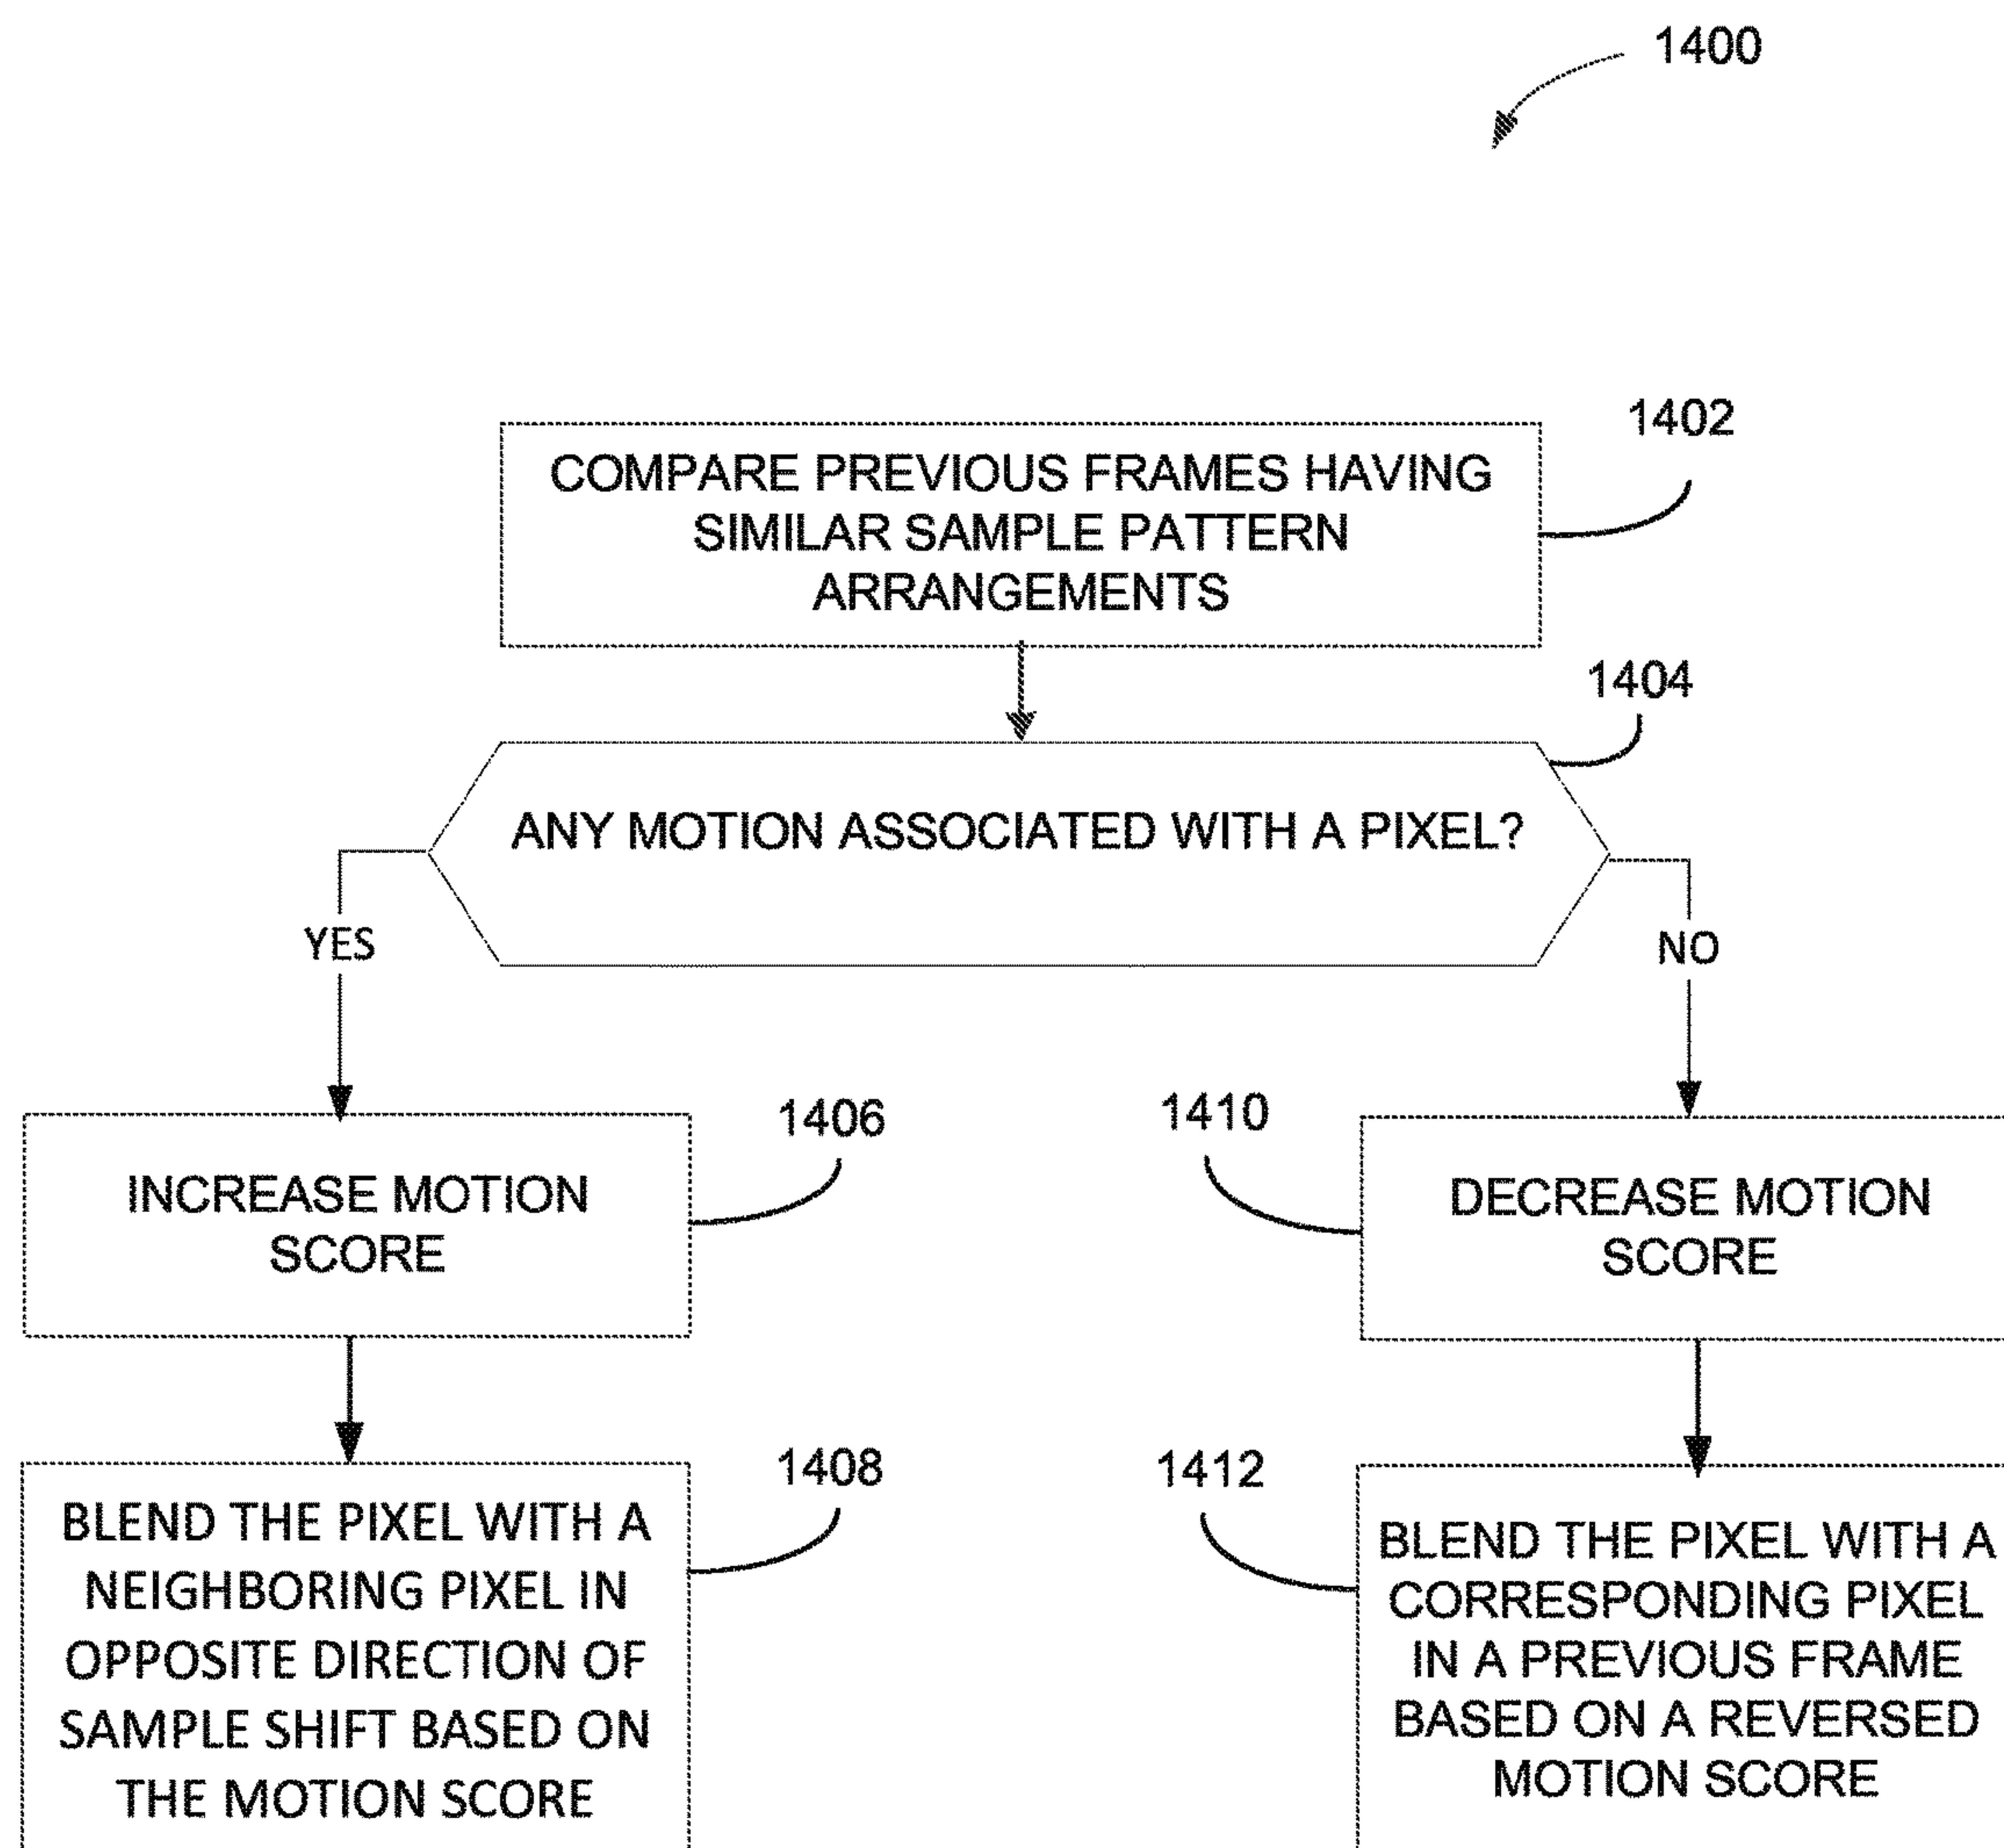 1400
1402
COMPARE PREVIOUS FRAMES HAVING
SIMILAR SAMPLE PATTERN
ARRANGEMENTS
1404
ANY MOTION ASSOCIATED WITH A PIXEL?
YES
NO
1406
INCREASE MOTION
SCORE
1410
DECREASE MOTION
SCORE
1408
BLEND THE PIXEL WITH A
NEIGHBORING PIXEL IN
OPPOSITE DIRECTION OF
SAMPLE SHIFT BASED ON
THE MOTION SCORE
1412
BLEND THE PIXEL WITH A
CORRESPONDING PIXEL
IN A PREVIOUS FRAME
BASED ON A REVERSED
MOTION SCORE